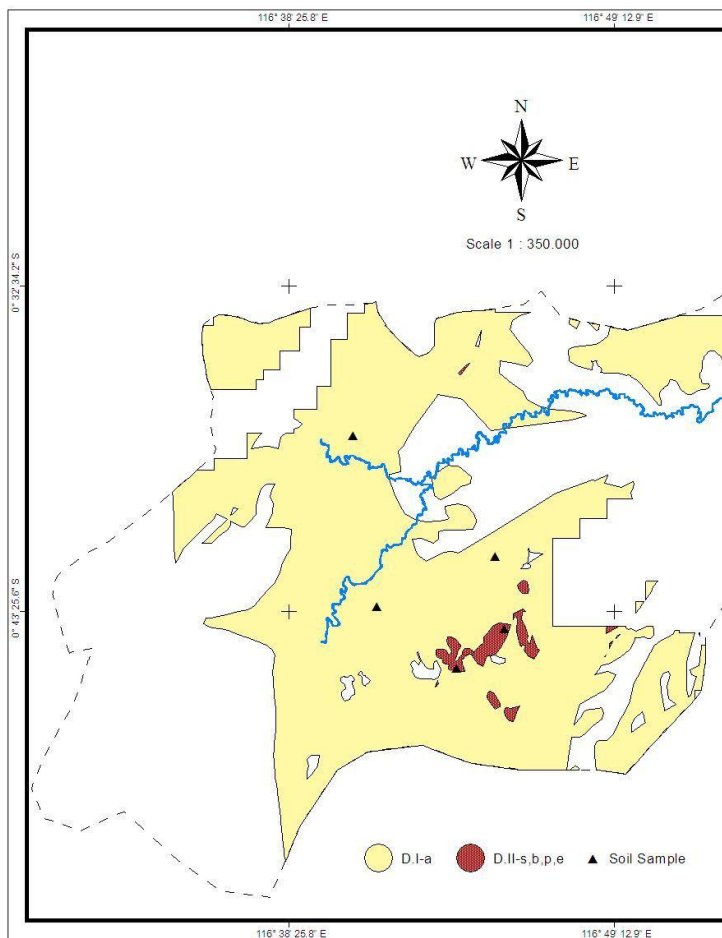 116° 38' 25.8' E 116° 49' 12.9' E
N
W E
S
Scale 1 : 350.000
0° 32' 34.2" S
0° 43' 25.6" S
D.I-a D.II-s,b,p,e Soil Sample
116° 38' 25.8' E 116° 49' 12.9' E